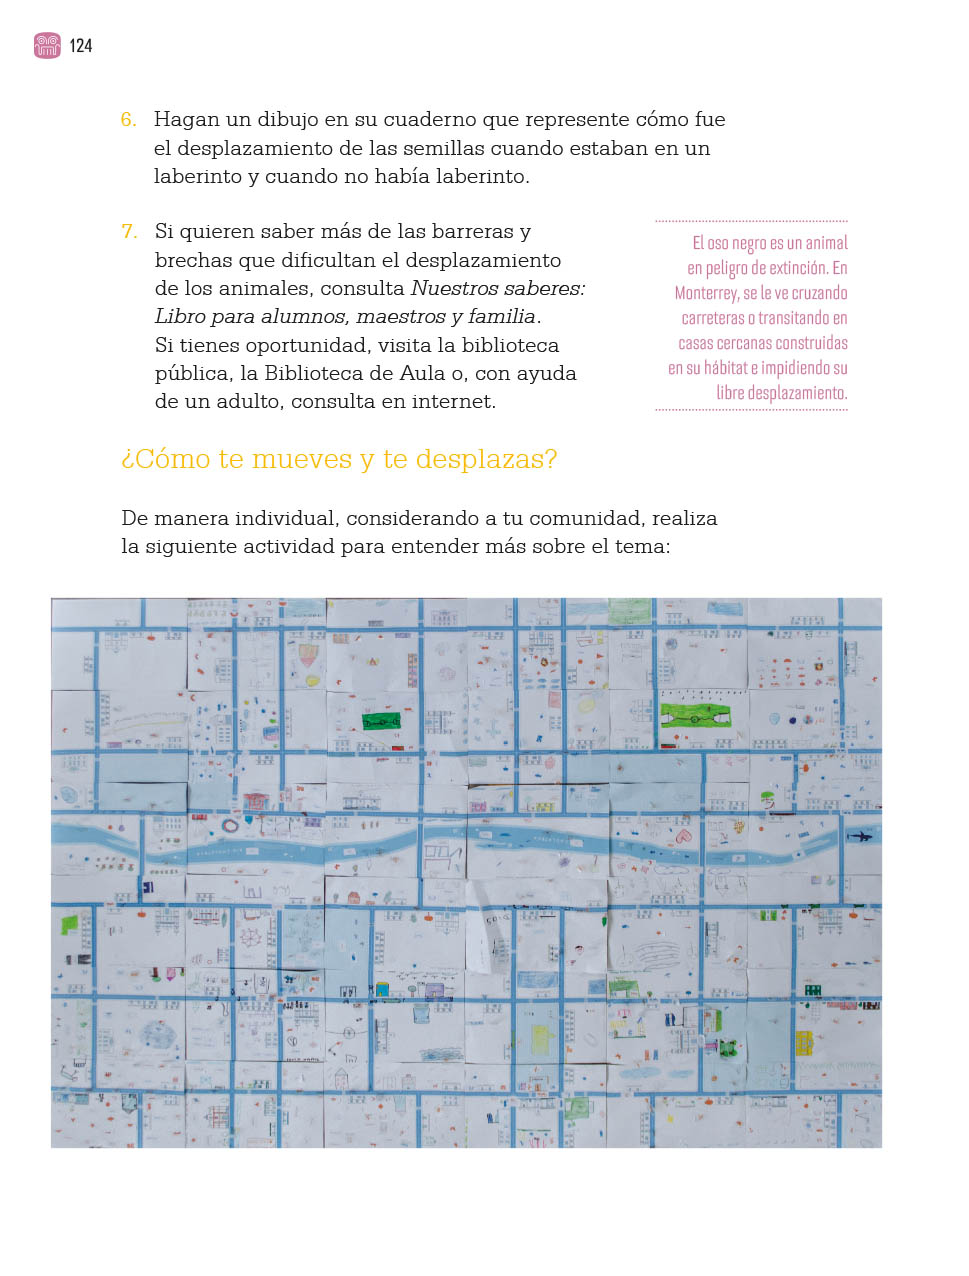 124
6. Hagan un dibujo en su cuaderno que represente cómo fue
el desplazamiento de las semillas cuando estaban en un
laberinto y cuando no había laberinto.
7. Si quieren saber más de las barreras y
brechas que dificultan el desplazamiento
de los animales, consulta Nuestros saberes:
Libro para alumnos, maestros y familia.
Si tienes oportunidad, visita la biblioteca
pública, la Biblioteca de Aula o, con ayuda
de un adulto, consulta en internet.
El oso negro es un animal
en peligro de extinción. En
Monterrey, se le ve cruzando
carreteras o transitando en
casas cercanas construidas
en su hábitat e impidiendo su
libre desplazamiento.
¿Cómo te mueves y te desplazas?
De manera individual, considerando a tu comunidad, realiza
la siguiente actividad para entender más sobre el tema: